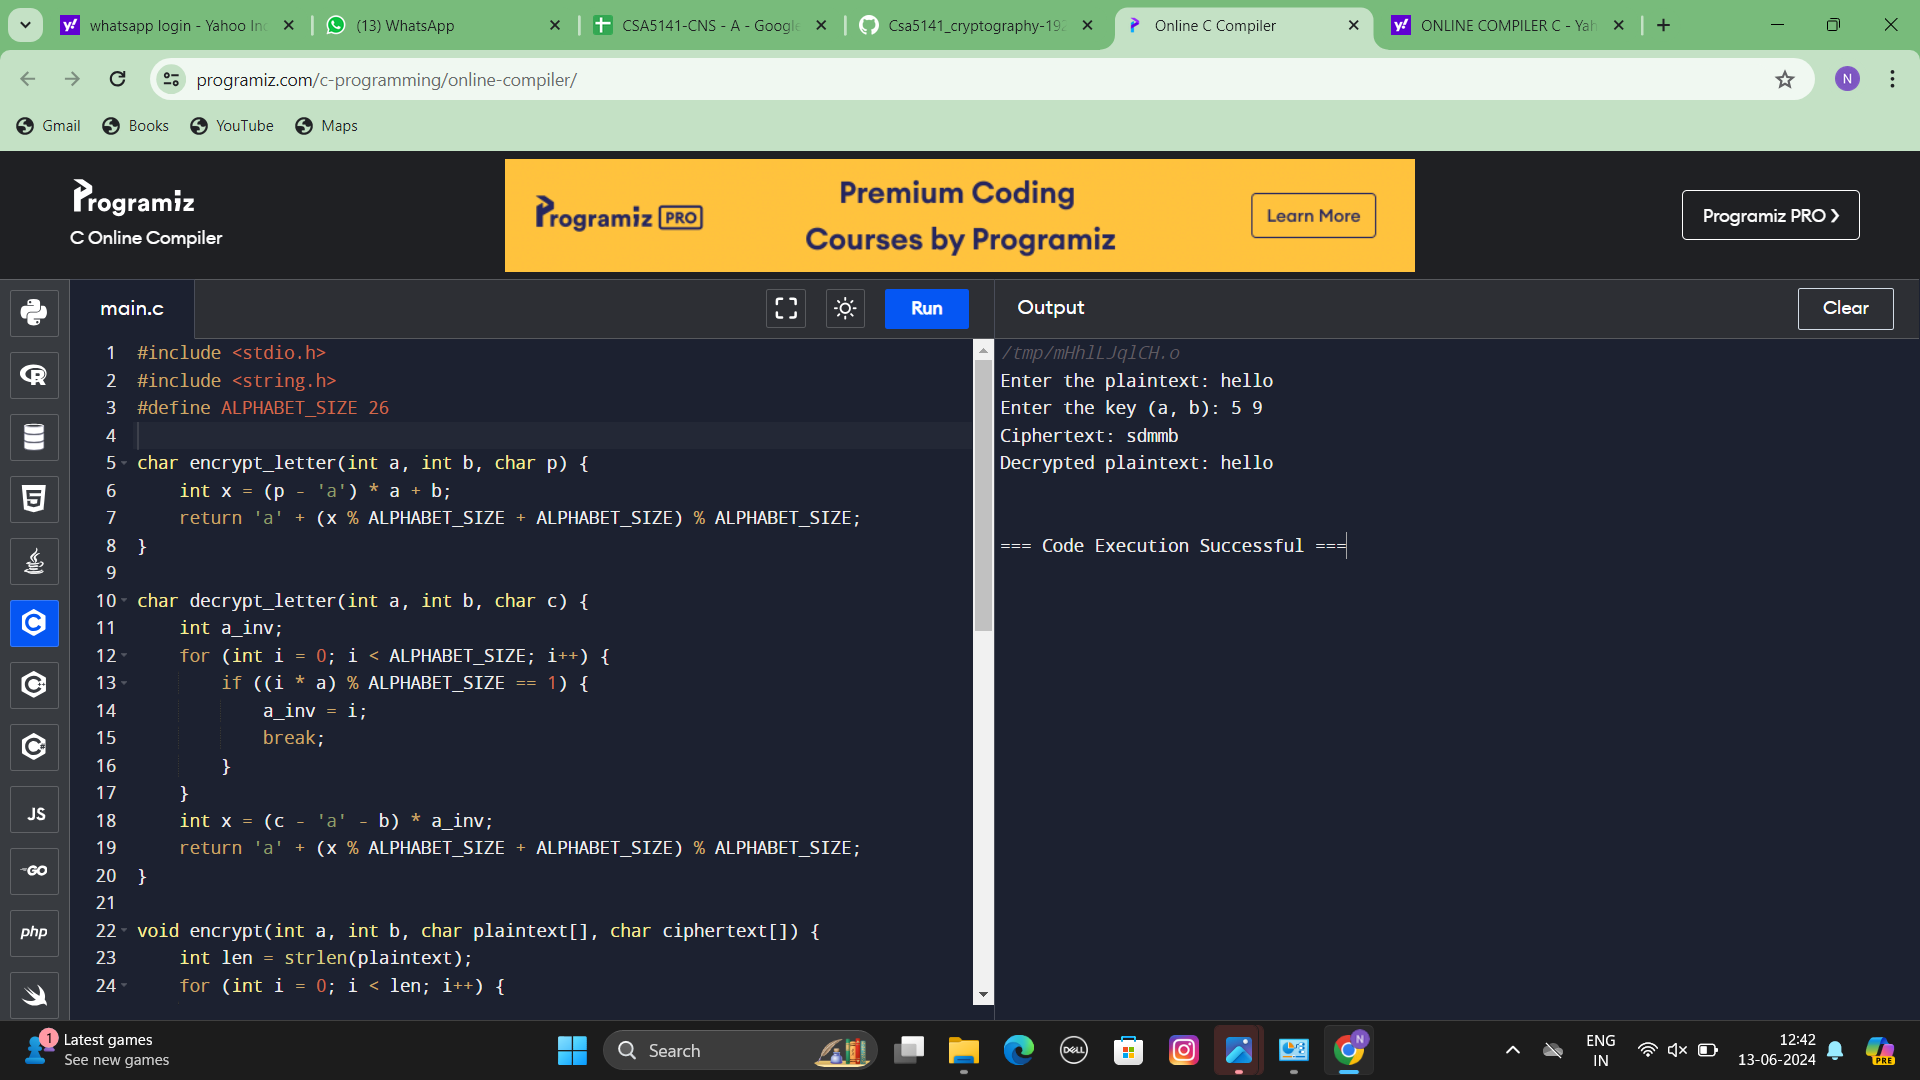 whatsapp login - Yahoo In
(13) WhatsApp
CSA5141-CNS - A - Google
Csa5141_cryptography-192
Online C Compiler
ONLINE COMPILER C - Yah
programiz.com/c-programming/online-compiler/
N
Gmail
Books
YouTube
Maps
Programiz
C Online Compiler
Programiz PRO
Premium Coding
Courses by Programiz
Learn More
Programiz PRO ❯
main.c
Run
Output
Clear
1 #include <stdio.h>
2 #include <string.h>
3 #define ALPHABET_SIZE 26
4
5 char encrypt_letter(int a, int b, char p) {
6     int x = (p - 'a') * a + b;
7     return 'a' + (x % ALPHABET_SIZE + ALPHABET_SIZE) % ALPHABET_SIZE;
8 }
9
10 char decrypt_letter(int a, int b, char c) {
11     int a_inv;
12     for (int i = 0; i < ALPHABET_SIZE; i++) {
13         if ((i * a) % ALPHABET_SIZE == 1) {
14             a_inv = i;
15             break;
16         }
17     }
18     int x = (c - 'a' - b) * a_inv;
19     return 'a' + (x % ALPHABET_SIZE + ALPHABET_SIZE) % ALPHABET_SIZE;
20 }
21
22 void encrypt(int a, int b, char plaintext[], char ciphertext[]) {
23     int len = strlen(plaintext);
24     for (int i = 0; i < len; i++) {
/tmp/mHhlLJqlCH.o
Enter the plaintext: hello
Enter the key (a, b): 5 9
Ciphertext: sdmmb
Decrypted plaintext: hello
=== Code Execution Successful ===
JS
GO
php
1
Latest games
See new games
Search
DELL
N
ENG
IN
12:42
13-06-2024
PRE